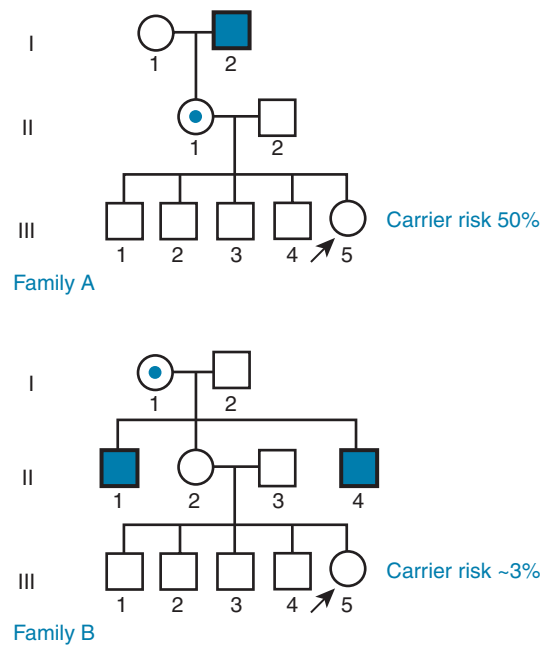 I
1 2
II
1 2
III
1 2 3 4 5
Carrier risk 50%
Family A
I
1 2
II
1 2 3 4
III
1 2 3 4 5
Carrier risk ~3%
Family B